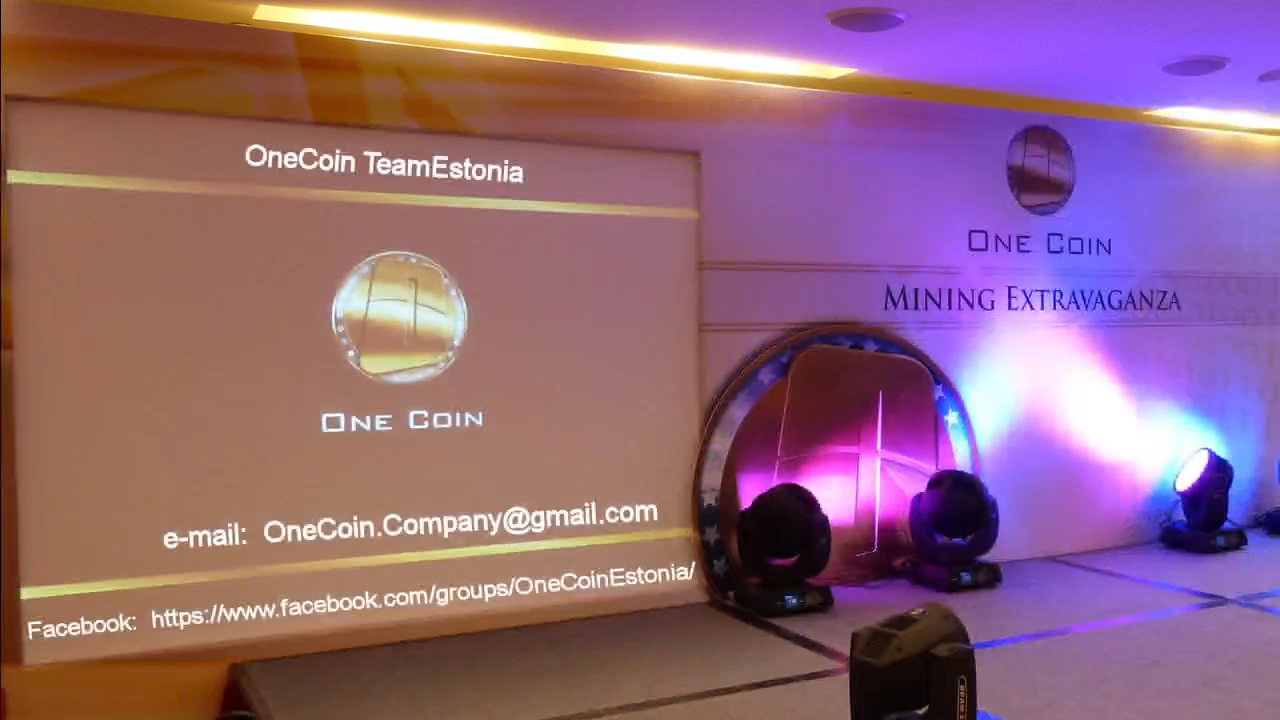 OneCoin TeamEstonia
ONE COIN
e-mail: OneCoin.Company@gmail.com
Facebook: https://www.facebook.com/groups/OneCoinEstonia/
ONE COIN
MINING EXTRAVAGANZA